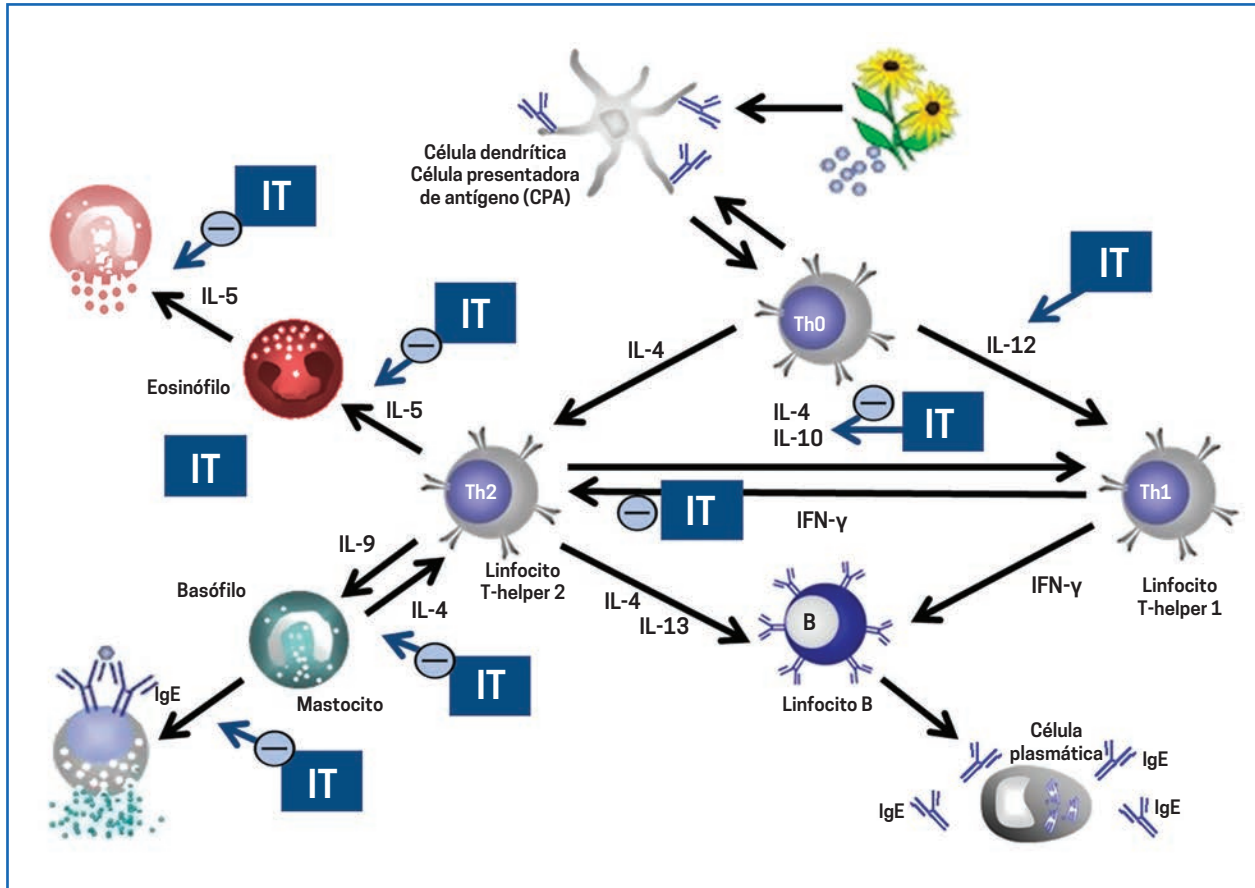 Célula dendrítica
Célula presentadora
de antígeno (CPA)
IT
−
IL-5
Eosinófilo
IT
−
IL-5
IT
Th0
IL-4
IL-12
IT
−
IL-4
IL-10
IT
Th2
Linfocito
T-helper 2
−
IT
IFN-γ
Th1
Linfocito
T-helper 1
IL-9
IL-4
Basófilo
Mastocito
−
IT
IgE
−
IT
IL-4
IL-13
IFN-γ
B
Linfocito B
Célula
plasmática
IgE
IgE
IgE